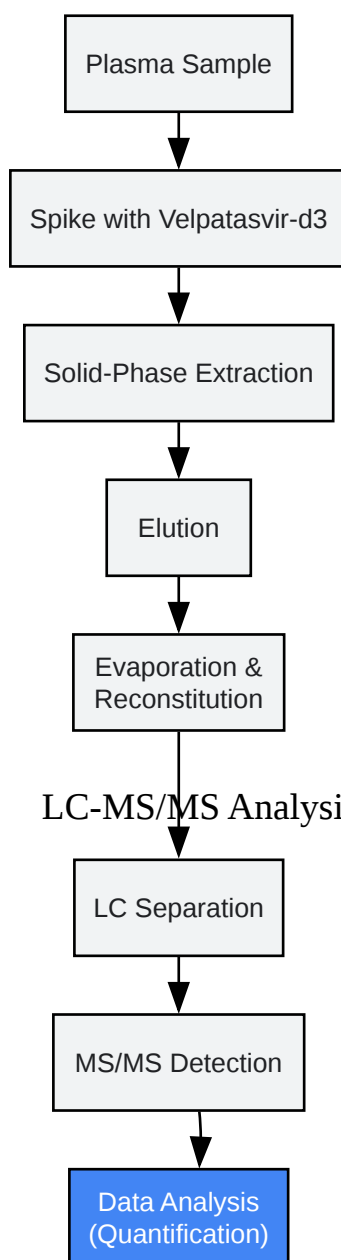 Plasma Sample
Spike with Velpatasvir-d3
Solid-Phase Extraction
Elution
Evaporation &
Reconstitution
LC-MS/MS Analysi
LC Separation
MS/MS Detection
Data Analysis
(Quantification)